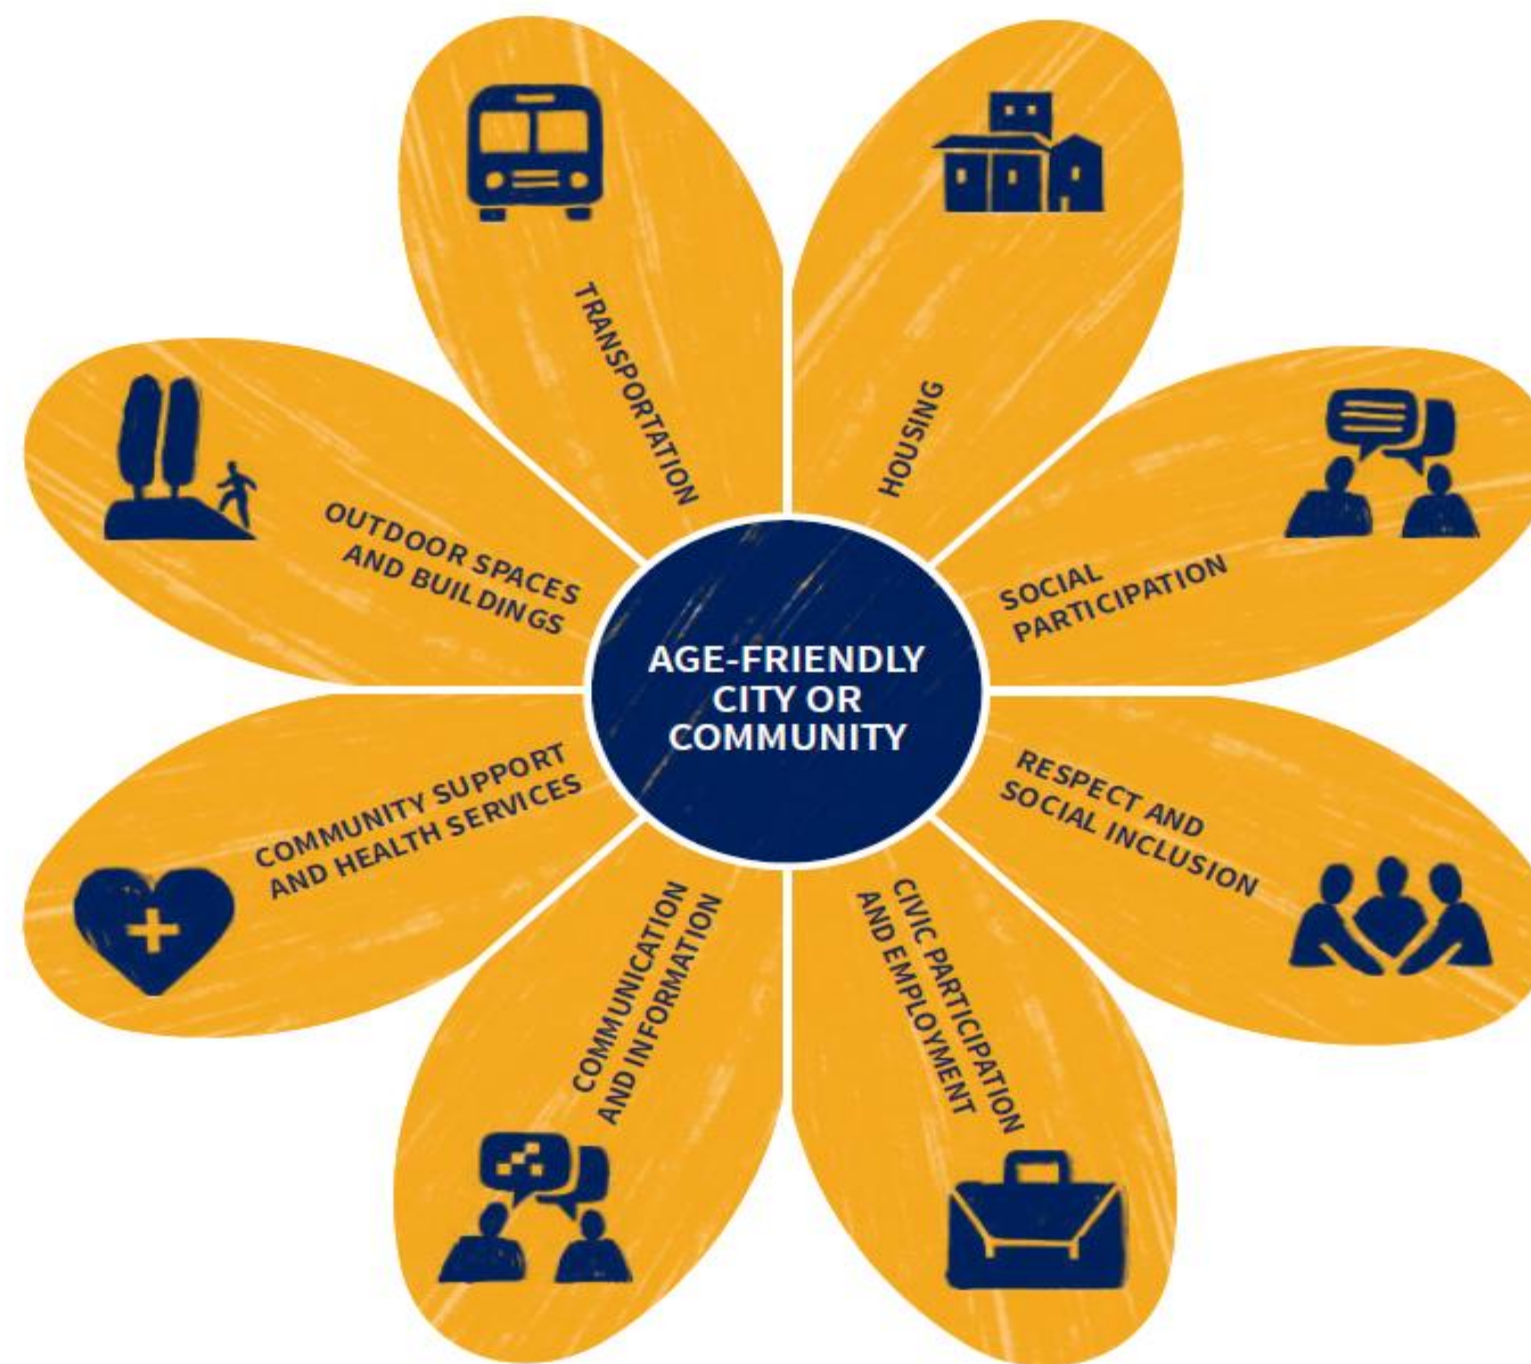 TRANSPORTATION
HOUSING
SOCIAL
PARTICIPATION
RESPECT AND
SOCIAL INCLUSION
CIVIC PARTICIPATION
AND EMPLOYMENT
COMMUNICATION
AND INFORMATION
COMMUNITY SUPPORT
AND HEALTH SERVICES
OUTDOOR SPACES
AND BUILDINGS
AGE-FRIENDLY
CITY OR
COMMUNITY